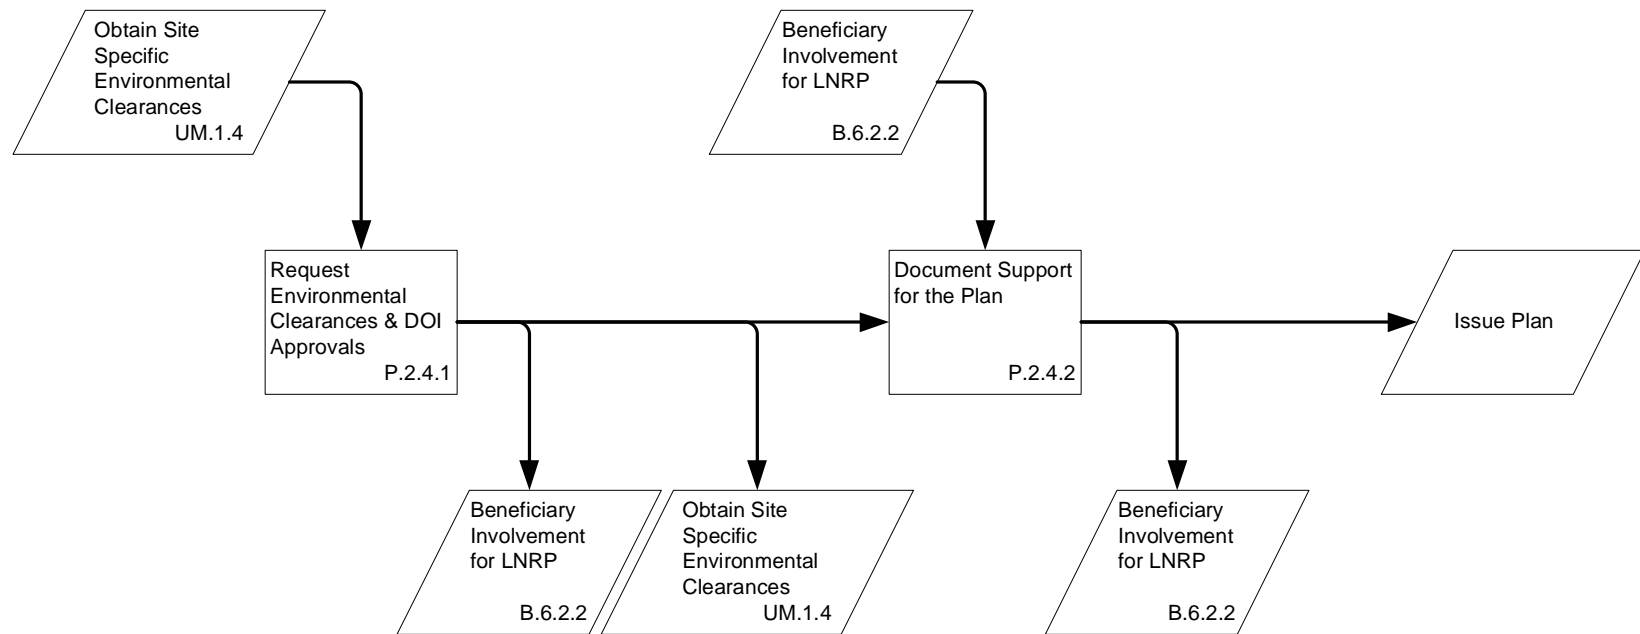 Obtain Site
Specific
Environmental
Clearances
UM.1.4
Beneficiary
Involvement
for LNRP
B.6.2.2
Request
Environmental
Clearances & DOI
Approvals
P.2.4.1
Document Support
for the Plan
P.2.4.2
Issue Plan
Beneficiary
Involvement
for LNRP
B.6.2.2
Obtain Site
Specific
Environmental
Clearances
UM.1.4
Beneficiary
Involvement
for LNRP
B.6.2.2